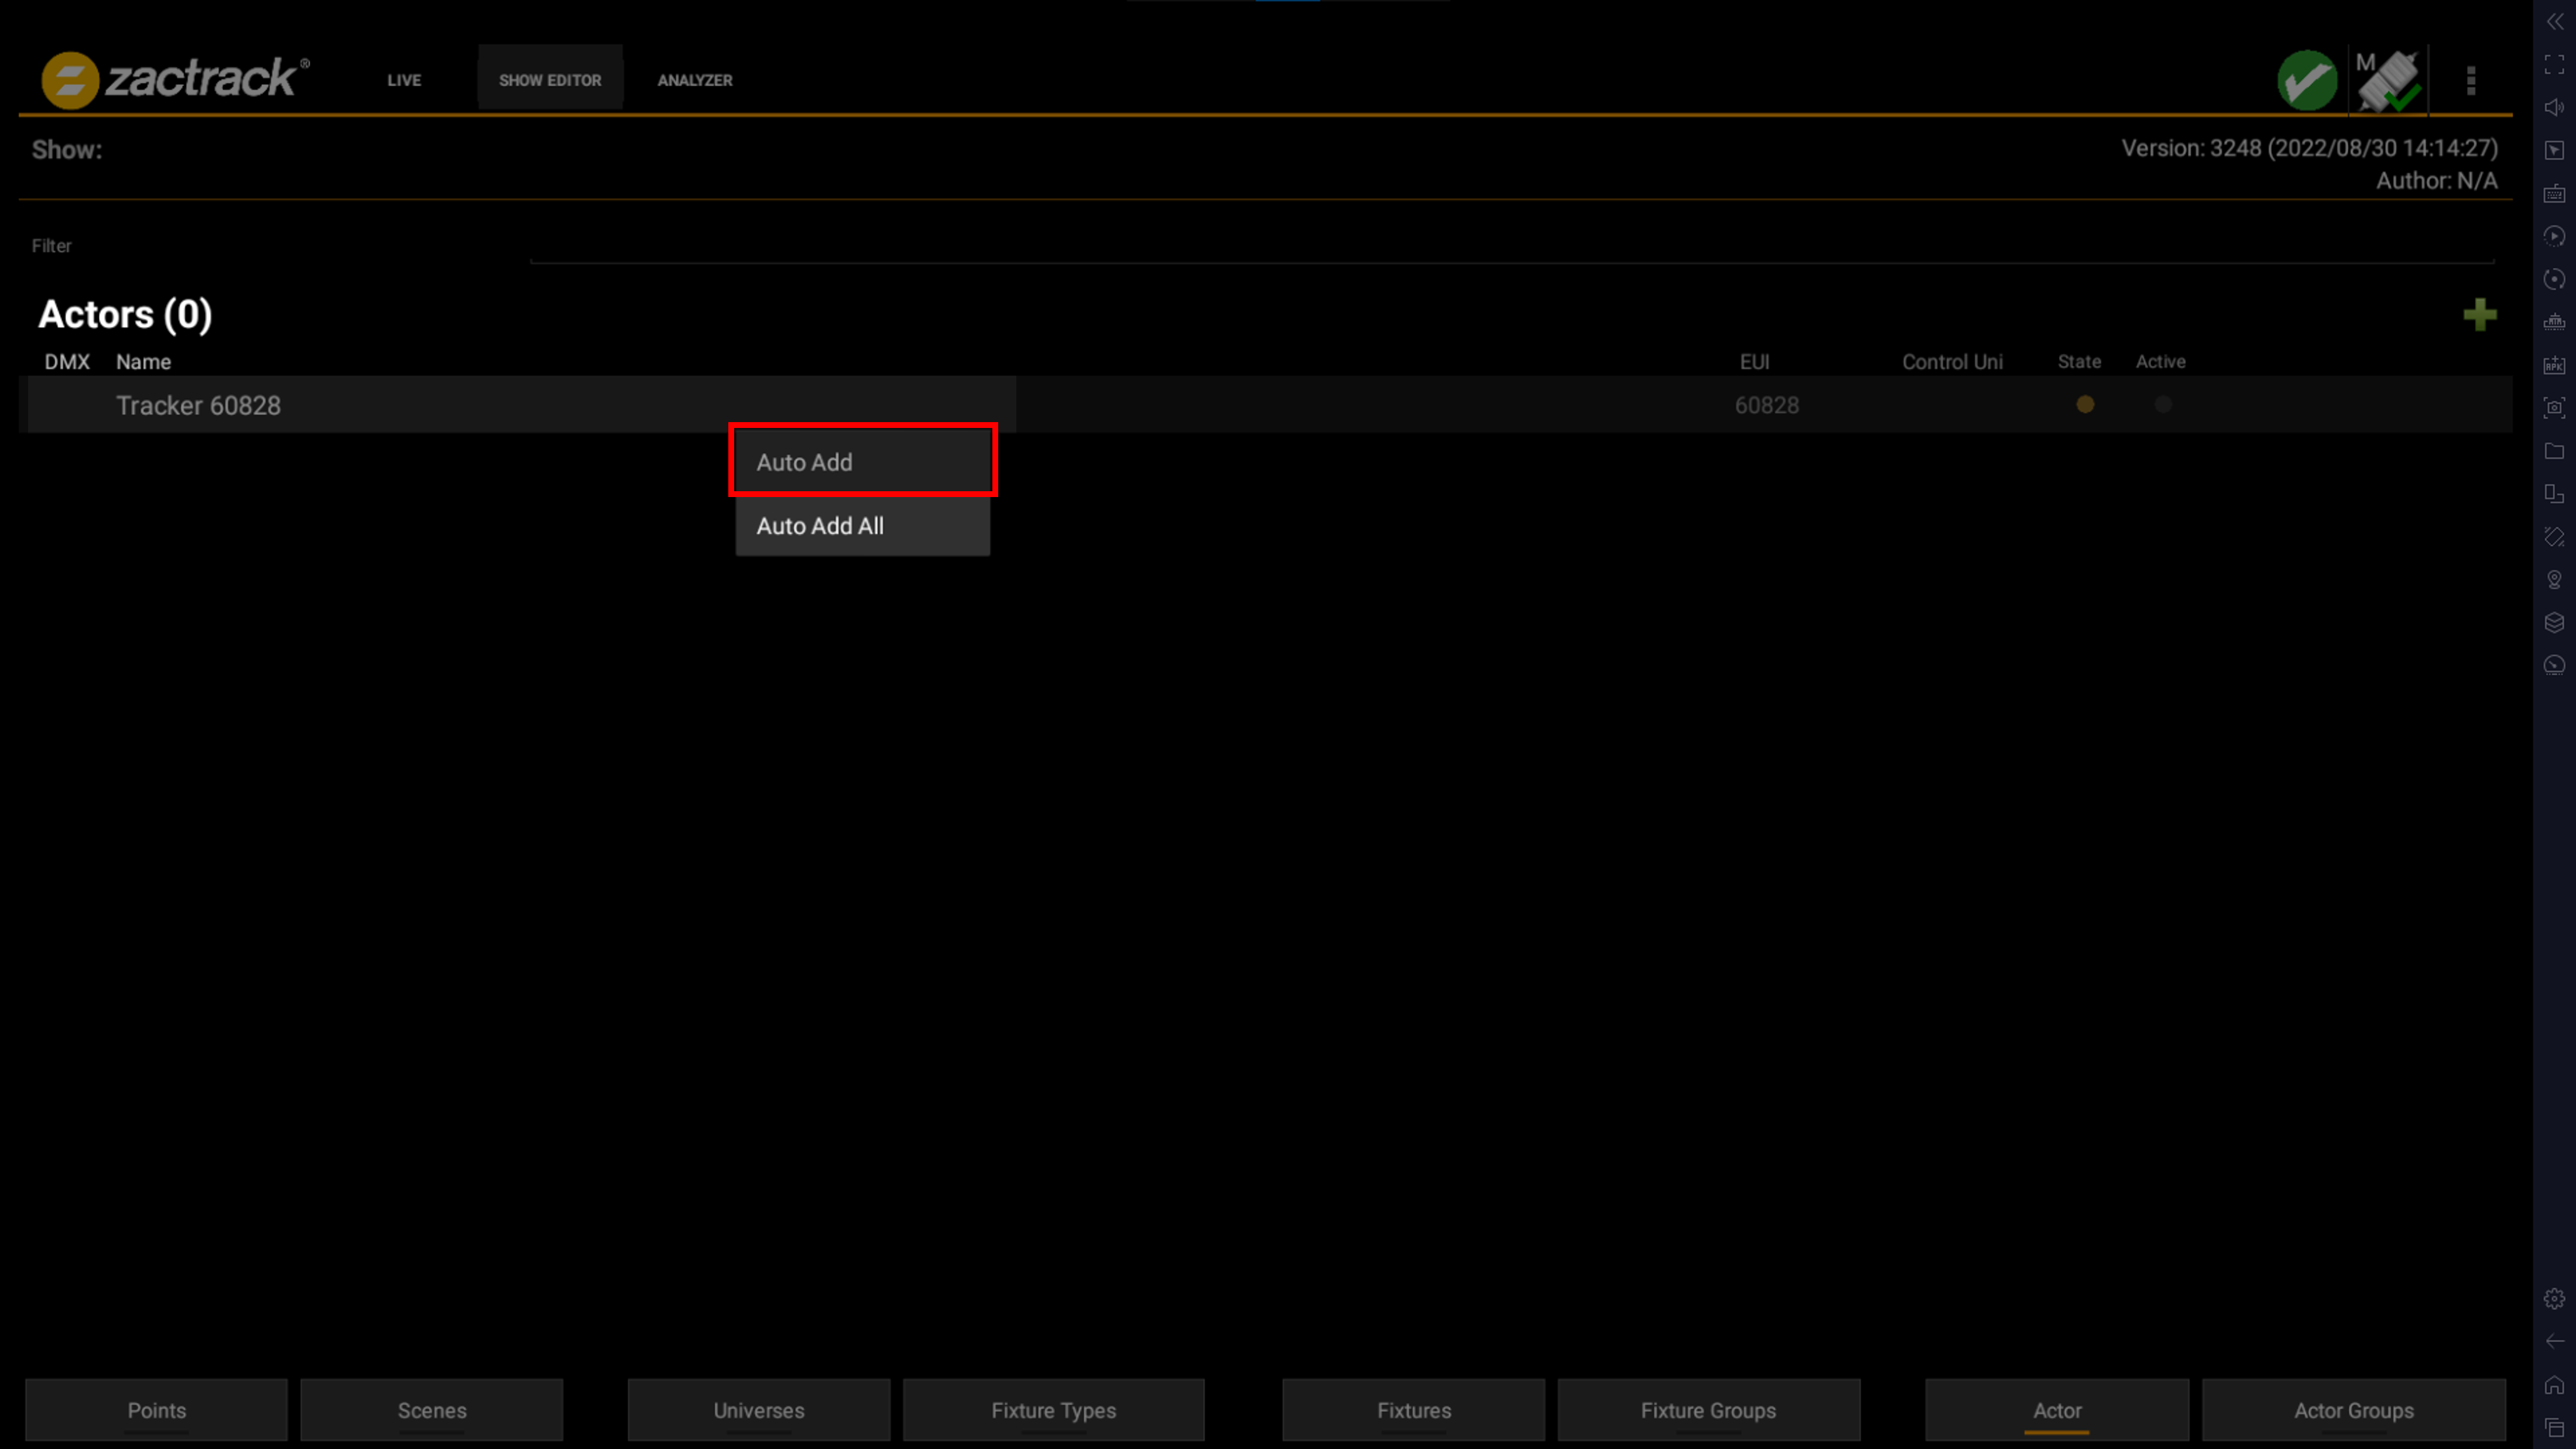 zactrack®
LIVE
SHOW EDITOR
ANALYZER
M
Show:
Version: 3248 (2022/08/30 14:14:27)
Author: N/A
Filter
Actors (0)
DMX Name EUI Control Uni State Active
Tracker 60828 60828
Auto Add
Auto Add All
Points Scenes Universes Fixture Types Fixtures Fixture Groups Actor Actor Groups